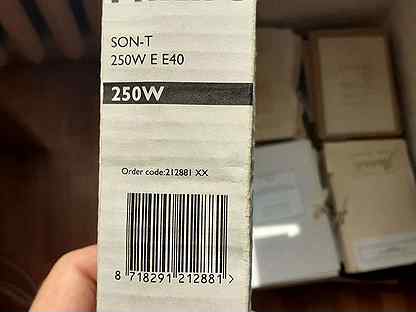 SON-T
250W E E40
250W
Order code:212881 XX
8 718291 212881 >